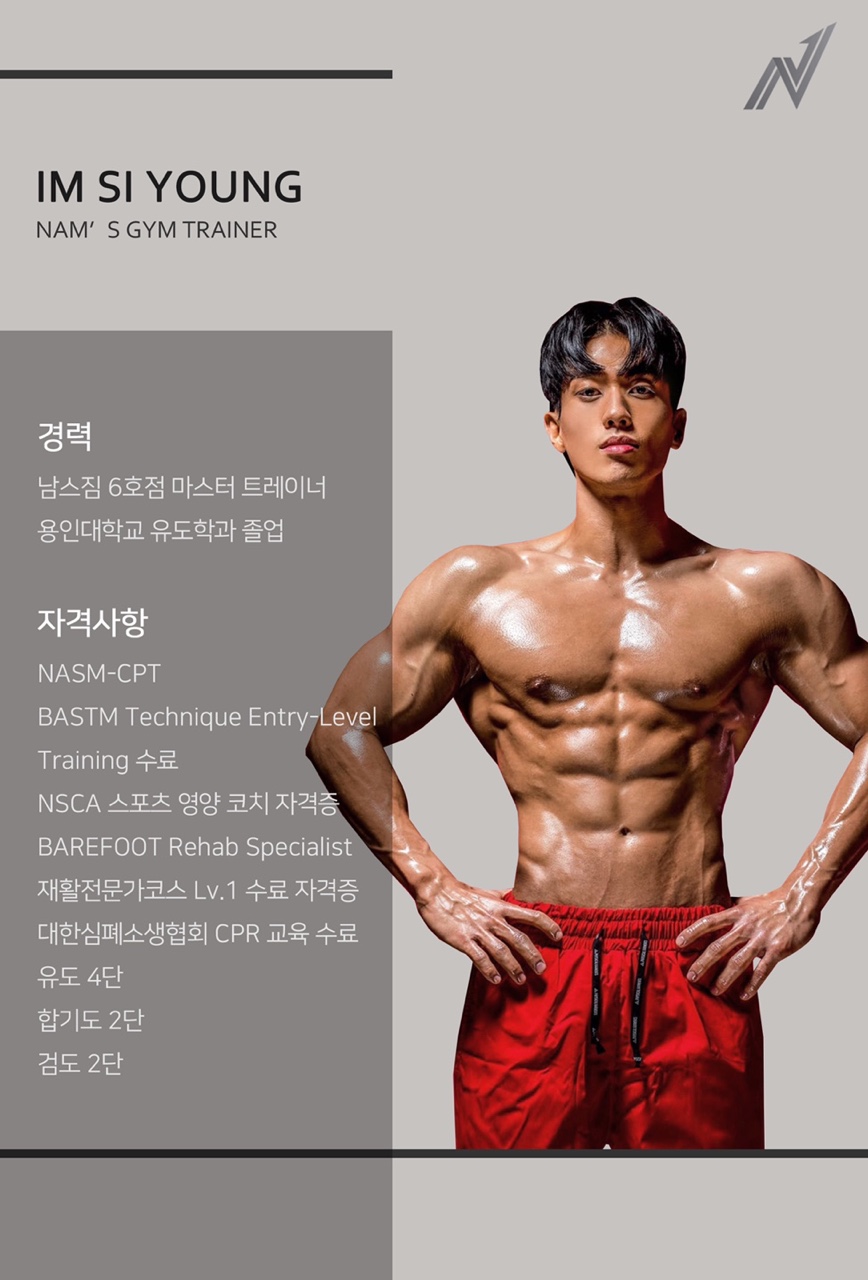 IM SI YOUNG
NAM’S GYM TRAINER
경력
남스짐 6호점 마스터 트레이너
용인대학교 유도학과 졸업
자격사항
NASM-CPT
BASTM Technique Entry-Level
Training 수료
NSCA 스포츠 영양 코치 자격증
BAREFOOT Rehab Specialist
재활전문가코스 Lv.1 수료 자격증
대한심폐소생협회 CPR 교육 수료
유도 4단
합기도 2단
검도 2단